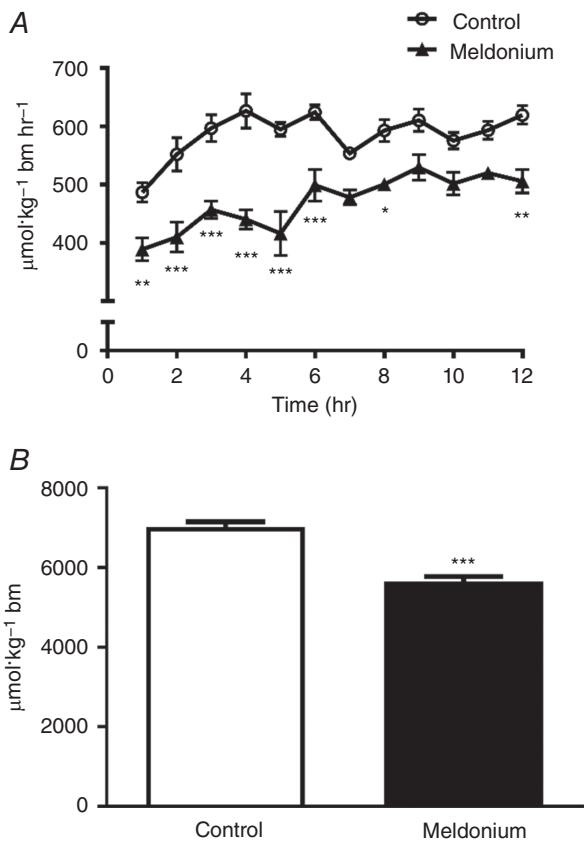 A
Control
Meldonium
700
600
500
400
0
μmol·kg⁻¹ bm hr⁻¹
**
***
***
***
***
***
*
**
0 2 4 6 8 10 12
Time (hr)
B
8000
6000
4000
2000
0
μmol·kg⁻¹ bm
***
Control Meldonium